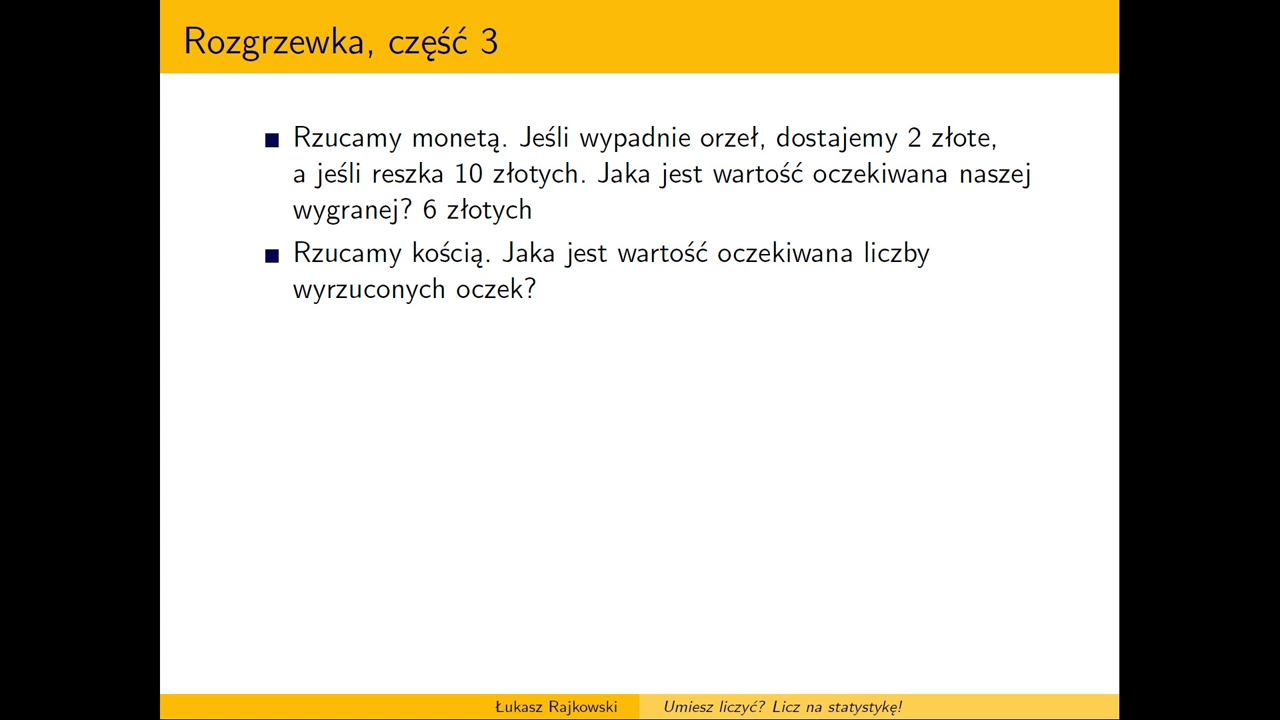 Rozgrzewka, część 3
Rzucamy monetą. Jeśli wypadnie orzeł, dostajemy 2 złote,
a jeśli reszka 10 złotych. Jaka jest wartość oczekiwana naszej
wygranej? 6 złotych
Rzucamy kością. Jaka jest wartość oczekiwana liczby
wyrzuconych oczek?
Łukasz Rajkowski
Umiesz liczyć? Licz na statystykę!